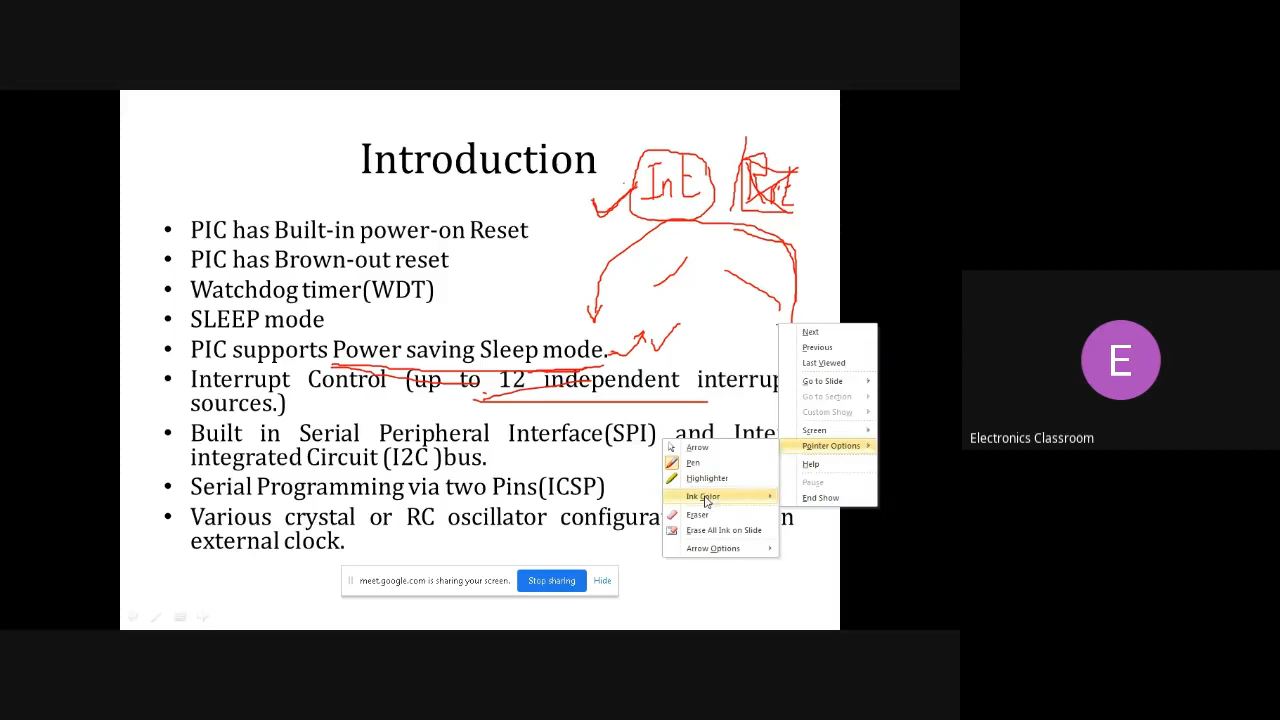 Introduction
InE
• PIC has Built-in power-on Reset
• PIC has Brown-out reset
• Watchdog timer(WDT)
• SLEEP mode
• PIC supports Power saving Sleep mode.
• Interrupt Control (up to 12 independent interrup
sources.)
• Built in Serial Peripheral Interface(SPI) and Inte
integrated Circuit (I2C )bus.
• Serial Programming via two Pins(ICSP)
• Various crystal or RC oscillator configura n
external clock.
Next
Previous
Last Viewed
Go to Slide
Go to Section
Custom Show
Screen
Pointer Options
Help
Pause
End Show
Arrow
Pen
Highlighter
Ink Color
Eraser
Erase All Ink on Slide
Arrow Options
meet.google.com is sharing your screen. Stop sharing Hide
E
Electronics Classroom